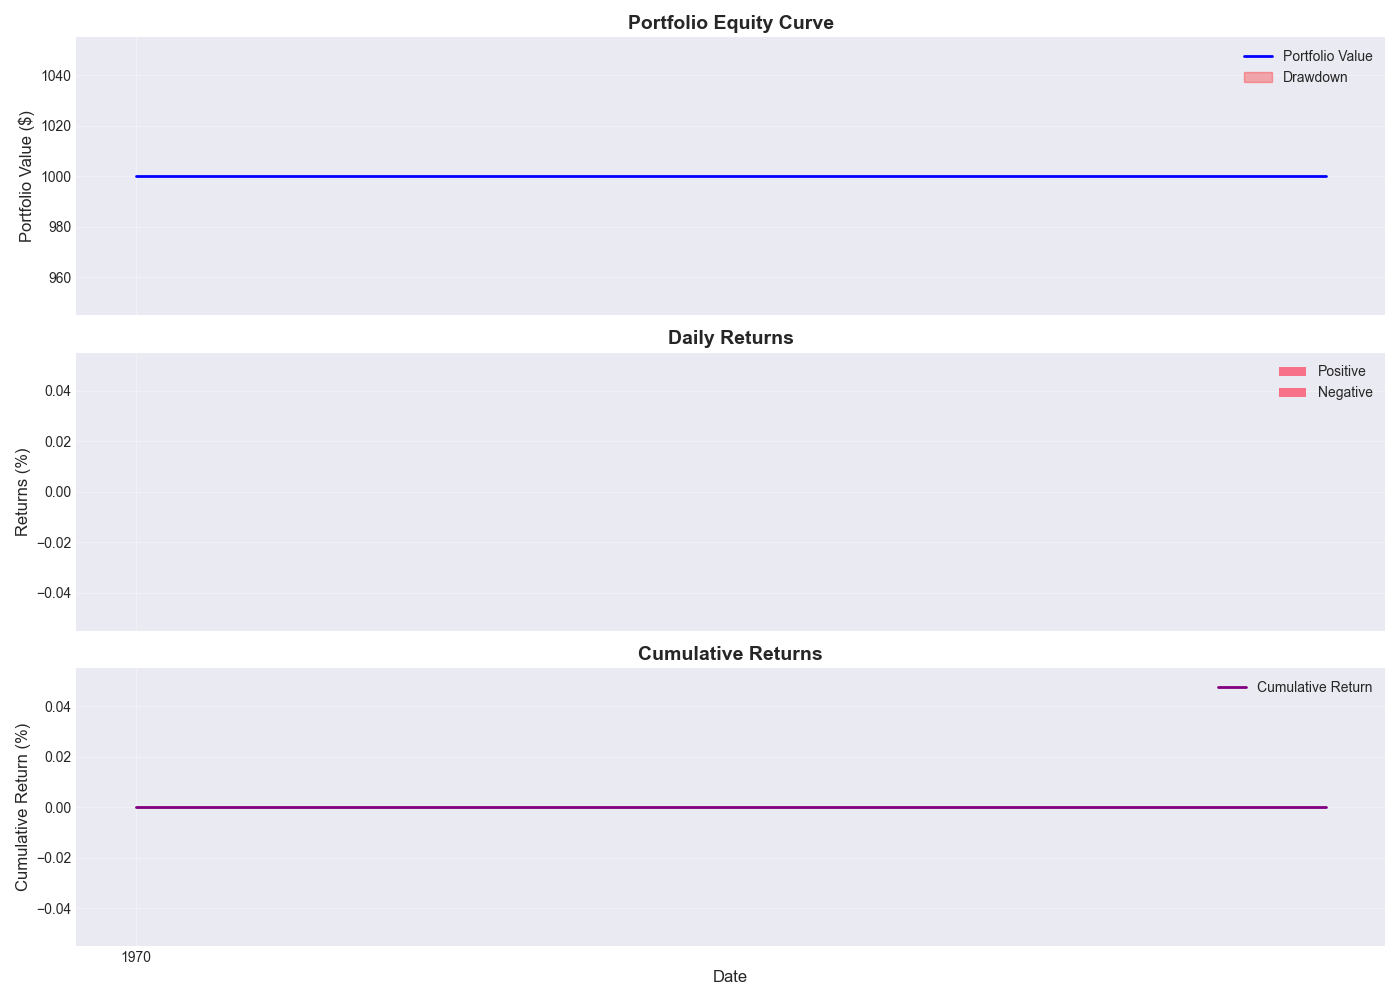 Portfolio Equity Curve
Portfolio Value ($)
1040
1020
1000
980
960
Portfolio Value
Drawdown
Daily Returns
Returns (%)
0.04
0.02
0.00
−0.02
−0.04
Positive
Negative
Cumulative Returns
Cumulative Return (%)
0.04
0.02
0.00
−0.02
−0.04
Cumulative Return
1970
Date